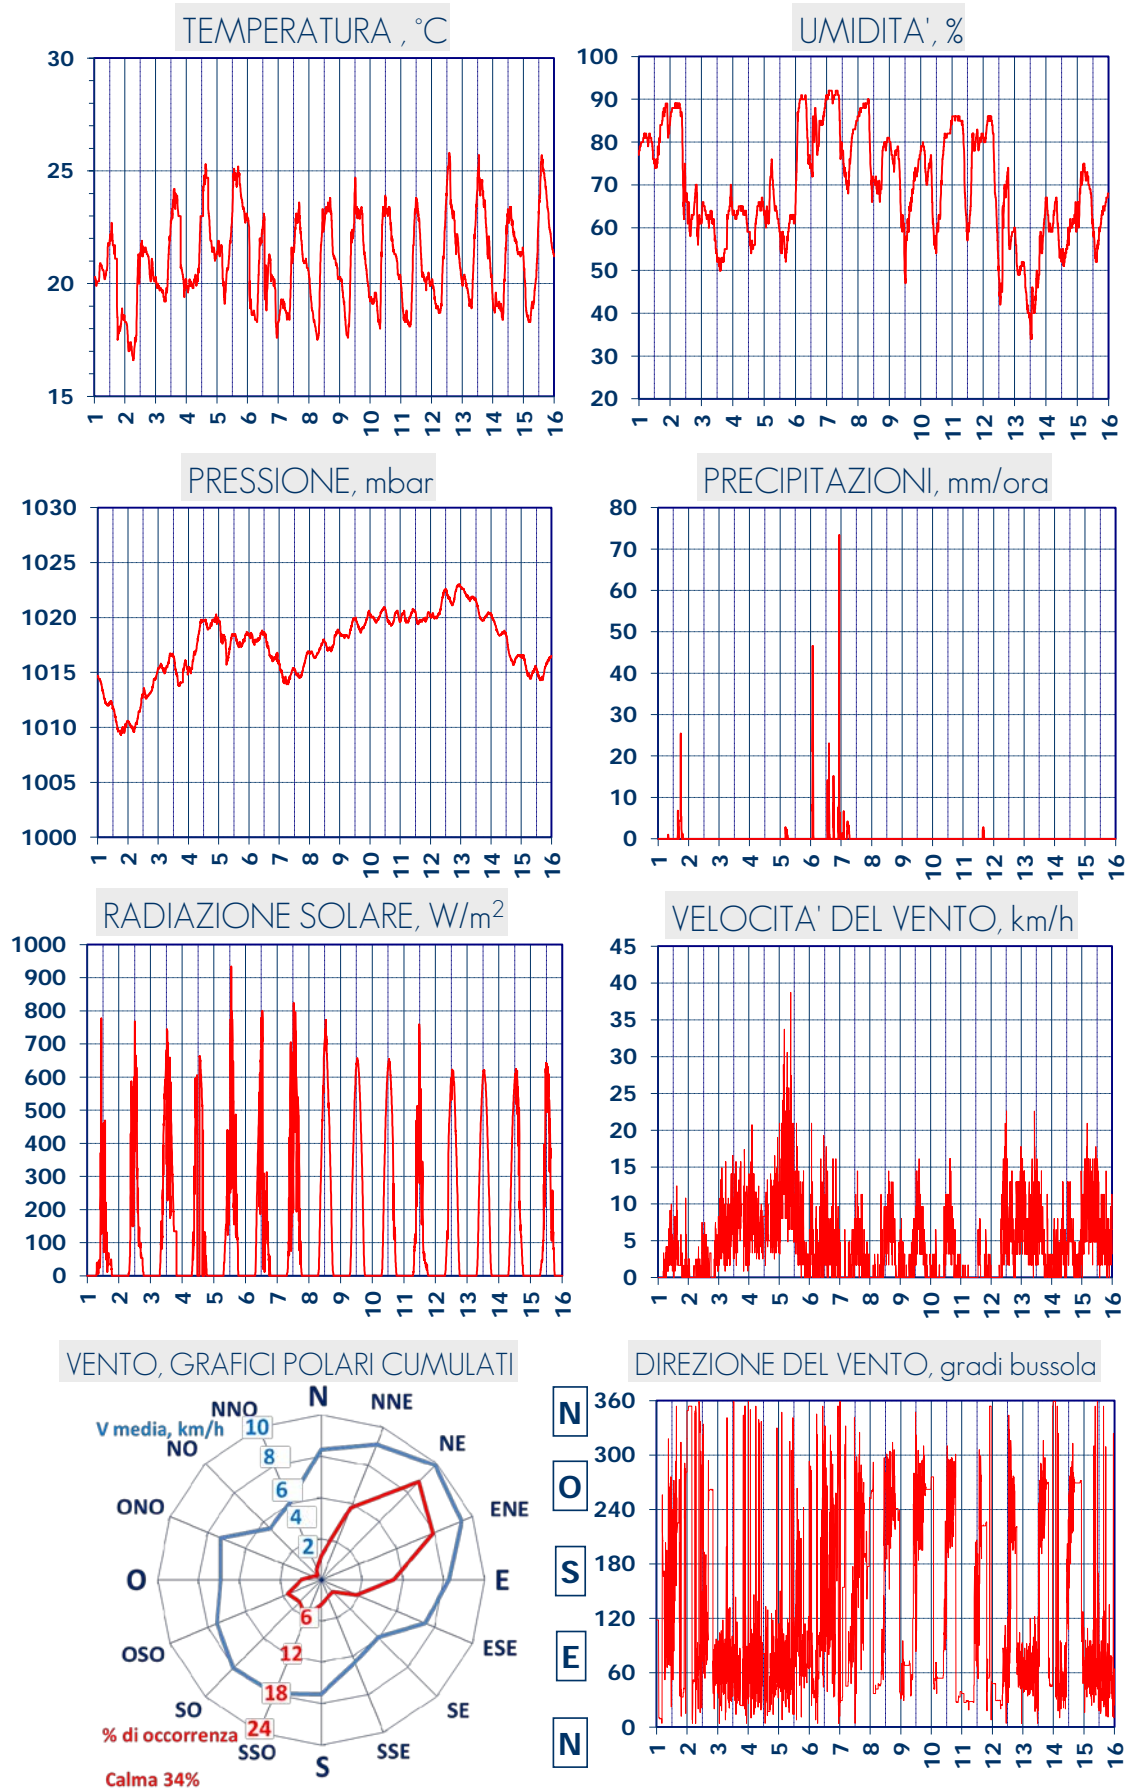 TEMPERATURA , °C
30
25
20
15
1 2 3 4 5 6 7 8 9 10 11 12 13 14 15 16
UMIDITA', %
100
90
80
70
60
50
40
30
20
1 2 3 4 5 6 7 8 9 10 11 12 13 14 15 16
PRESSIONE, mbar
1030
1025
1020
1015
1010
1005
1000
1 2 3 4 5 6 7 8 9 10 11 12 13 14 15 16
PRECIPITAZIONI, mm/ora
80
70
60
50
40
30
20
10
0
1 2 3 4 5 6 7 8 9 10 11 12 13 14 15 16
RADIAZIONE SOLARE, W/m²
1000
900
800
700
600
500
400
300
200
100
0
1 2 3 4 5 6 7 8 9 10 11 12 13 14 15 16
VELOCITA' DEL VENTO, km/h
45
40
35
30
25
20
15
10
5
0
1 2 3 4 5 6 7 8 9 10 11 12 13 14 15 16
VENTO, GRAFICI POLARI CUMULATI
N
NNE
NE
ENE
E
ESE
SE
SSE
S
SSO
SO
OSO
O
ONO
NO
NNO
V media, km/h
10
8
6
4
2
6
12
18
24
% di occorrenza
Calma 34%
DIREZIONE DEL VENTO, gradi bussola
N
O
S
E
N
360
300
240
180
120
60
0
1 2 3 4 5 6 7 8 9 10 11 12 13 14 15 16